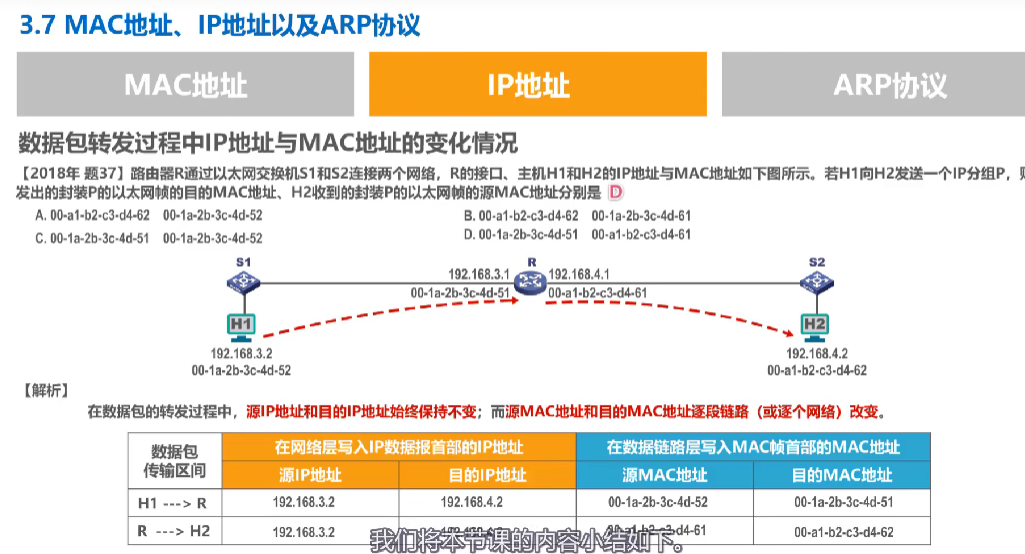 3.7 MAC地址、IP地址以及ARP协议
MAC地址
IP地址
ARP协议
数据包转发过程中IP地址与MAC地址的变化情况
【2018年 题37】路由器R通过以太网交换机S1和S2连接两个网络，R的接口、主机H1和H2的IP地址与MAC地址如下图所示。若H1向H2发送一个IP分组P，
发出的封装P的以太网帧的目的MAC地址、H2收到的封装P的以太网帧的源MAC地址分别是 D
A. 00-a1-b2-c3-d4-62 00-1a-2b-3c-4d-52
B. 00-a1-b2-c3-d4-62 00-1a-2b-3c-4d-61
C. 00-1a-2b-3c-4d-51 00-1a-2b-3c-4d-52
D. 00-1a-2b-3c-4d-51 00-a1-b2-c3-d4-61
S1
R
S2
192.168.3.1
192.168.4.1
00-1a-2b-3c-4d-51
00-a1-b2-c3-d4-61
H1
H2
192.168.3.2
192.168.4.2
00-1a-2b-3c-4d-52
00-a1-b2-c3-d4-62
【解析】
在数据包的转发过程中，源IP地址和目的IP地址始终保持不变；而源MAC地址和目的MAC地址逐段链路（或逐个网络）改变。
数据包
传输区间
在网络层写入IP数据报首部的IP地址
在数据链路层写入MAC帧首部的MAC地址
源IP地址 目的IP地址 源MAC地址 目的MAC地址
H1 ---> R 192.168.3.2 192.168.4.2 00-1a-2b-3c-4d-52 00-1a-2b-3c-4d-51
R ---> H2 192.168.3.2 00-a1-b2-c3-d4-61 00-a1-b2-c3-d4-62
我们将本节课的内容小结如下。